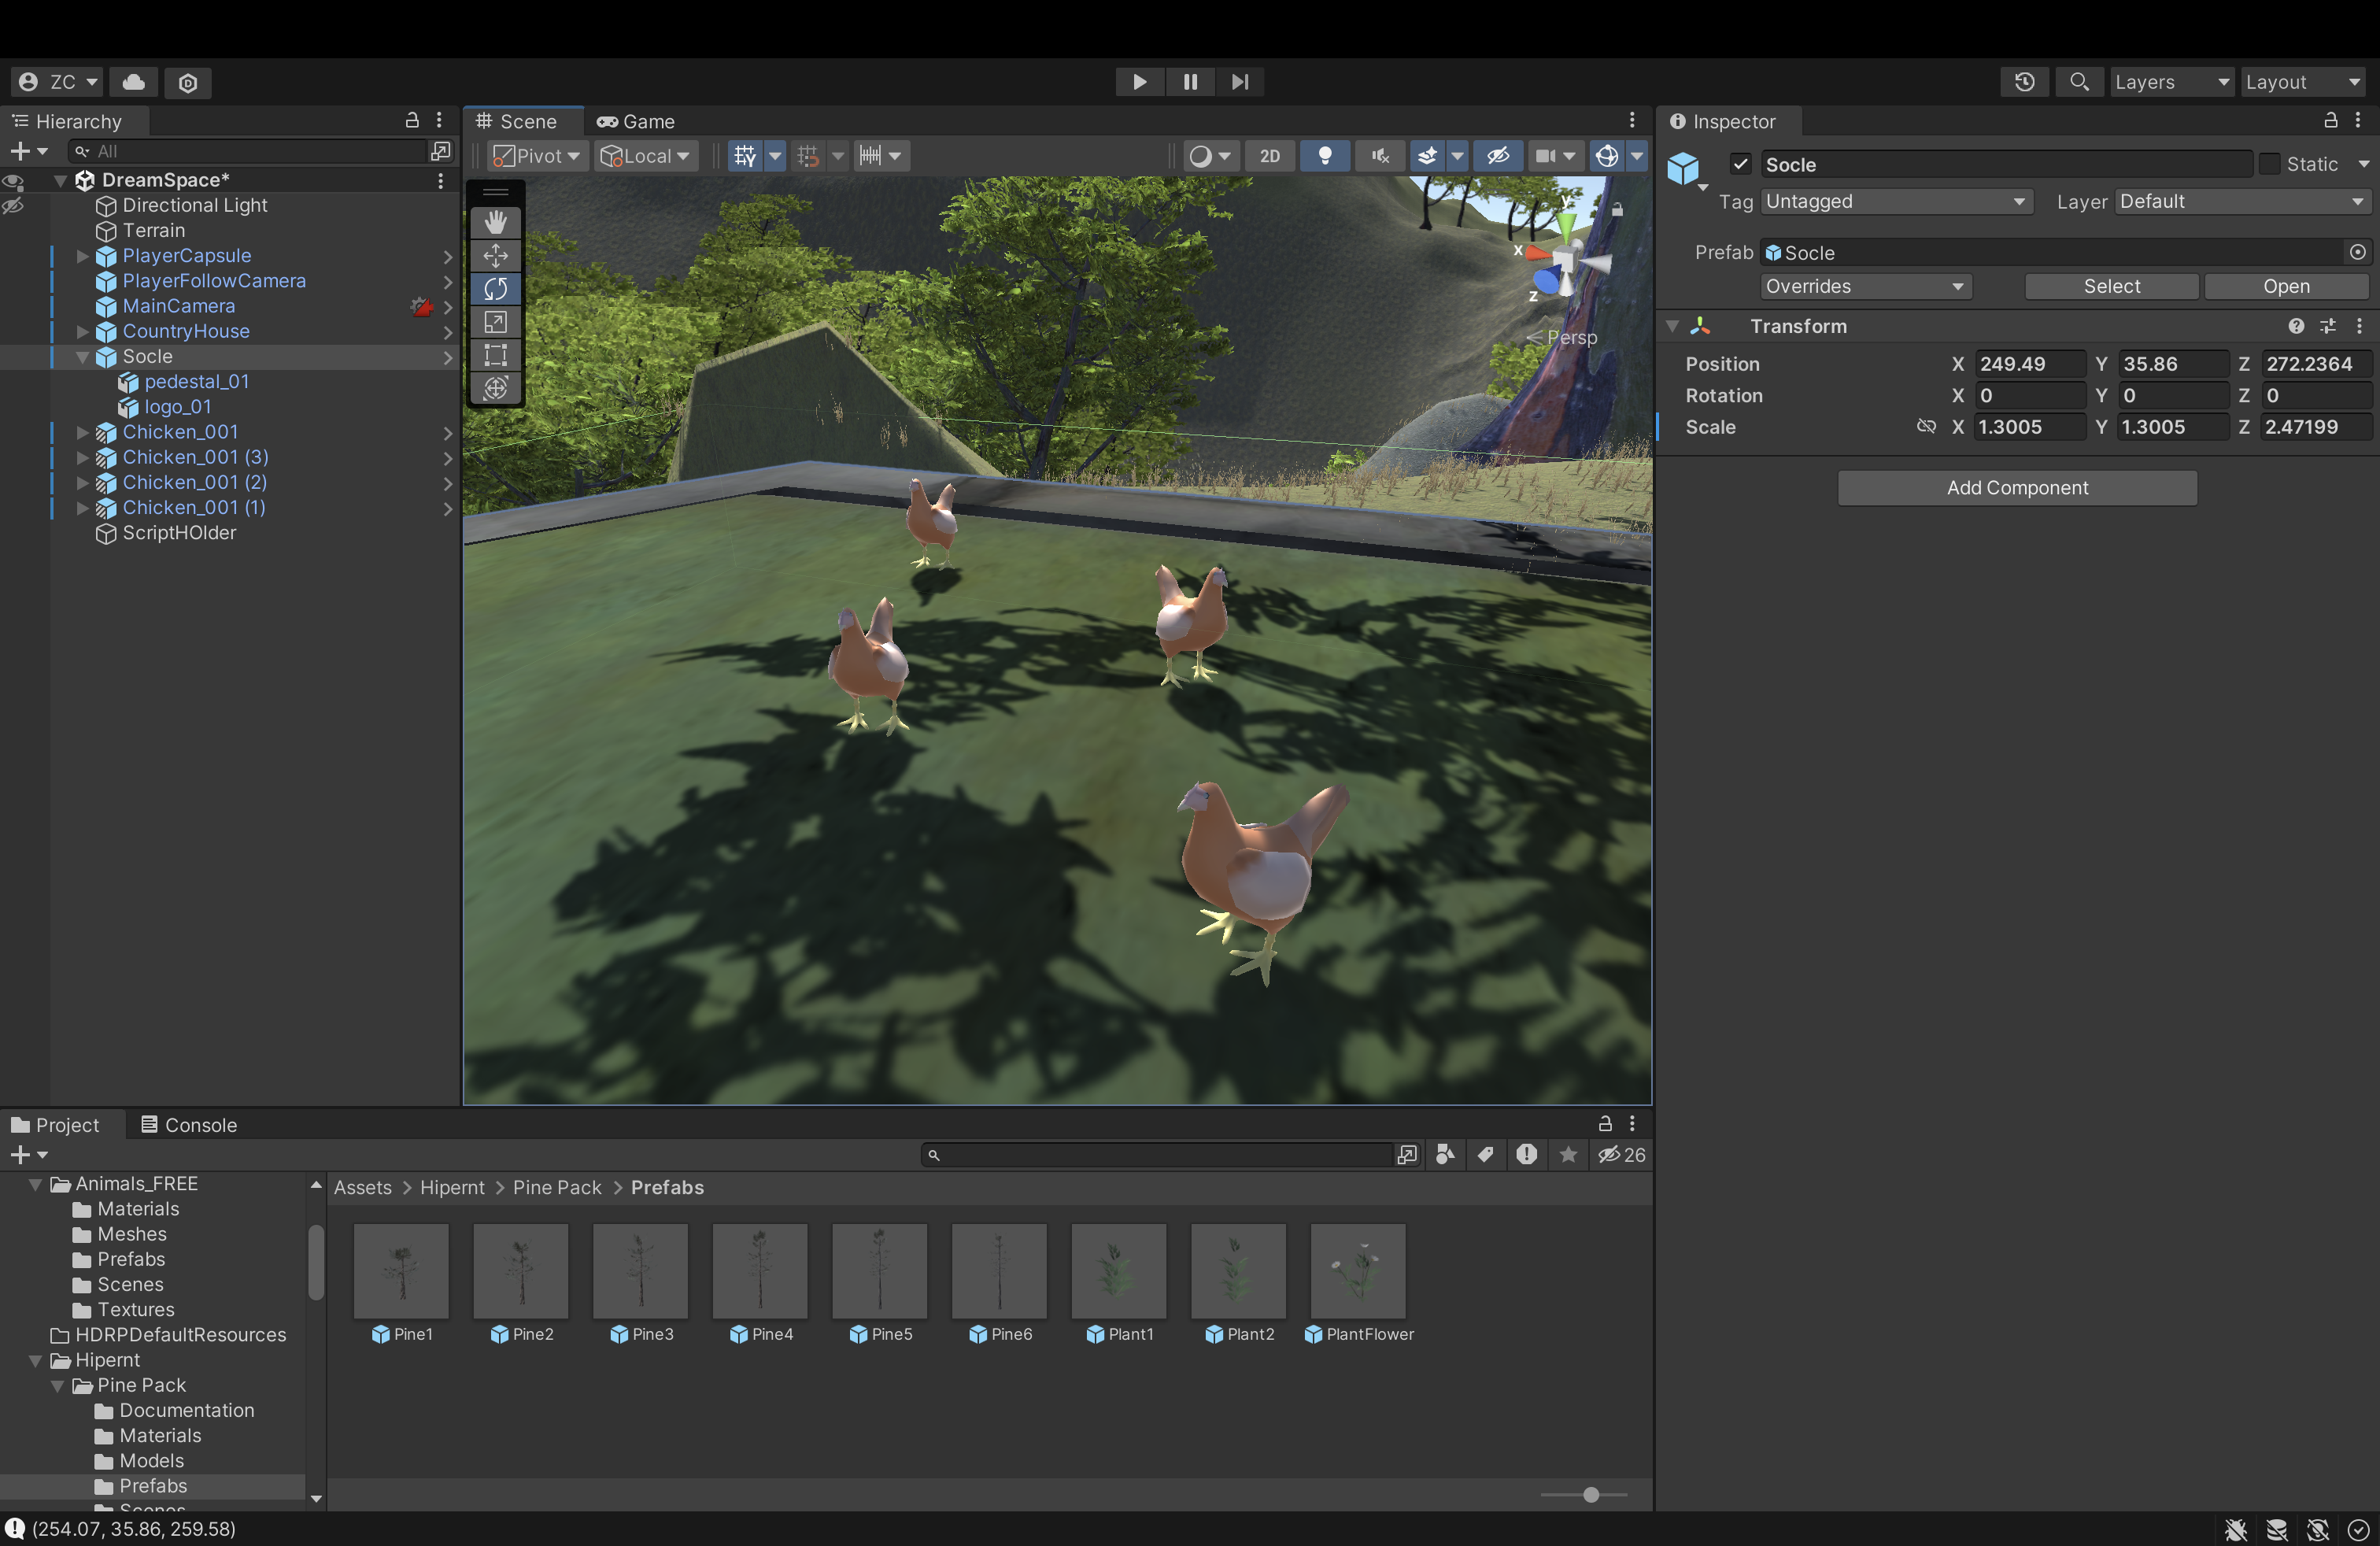 ZC
Layers
Layout
Hierarchy
Scene
Game
Inspector
All
Pivot
Local
2D
DreamSpace*
Directional Light
Terrain
PlayerCapsule
PlayerFollowCamera
MainCamera
CountryHouse
Socle
pedestal_01
logo_01
Chicken_001
Chicken_001 (3)
Chicken_001 (2)
Chicken_001 (1)
ScriptHOlder
y
x
z
Persp
Socle
Static
Tag Untagged
Layer Default
Prefab Socle
Overrides
Select
Open
Transform
Position X 249.49 Y 35.86 Z 272.2364
Rotation X 0 Y 0 Z 0
Scale X 1.3005 Y 1.3005 Z 2.47199
Add Component
Project
Console
26
Animals_FREE
Materials
Meshes
Prefabs
Scenes
Textures
HDRPDefaultResources
Hipernt
Pine Pack
Documentation
Materials
Models
Prefabs
Scenes
Assets > Hipernt > Pine Pack > Prefabs
Pine1
Pine2
Pine3
Pine4
Pine5
Pine6
Plant1
Plant2
PlantFlower
(254.07, 35.86, 259.58)